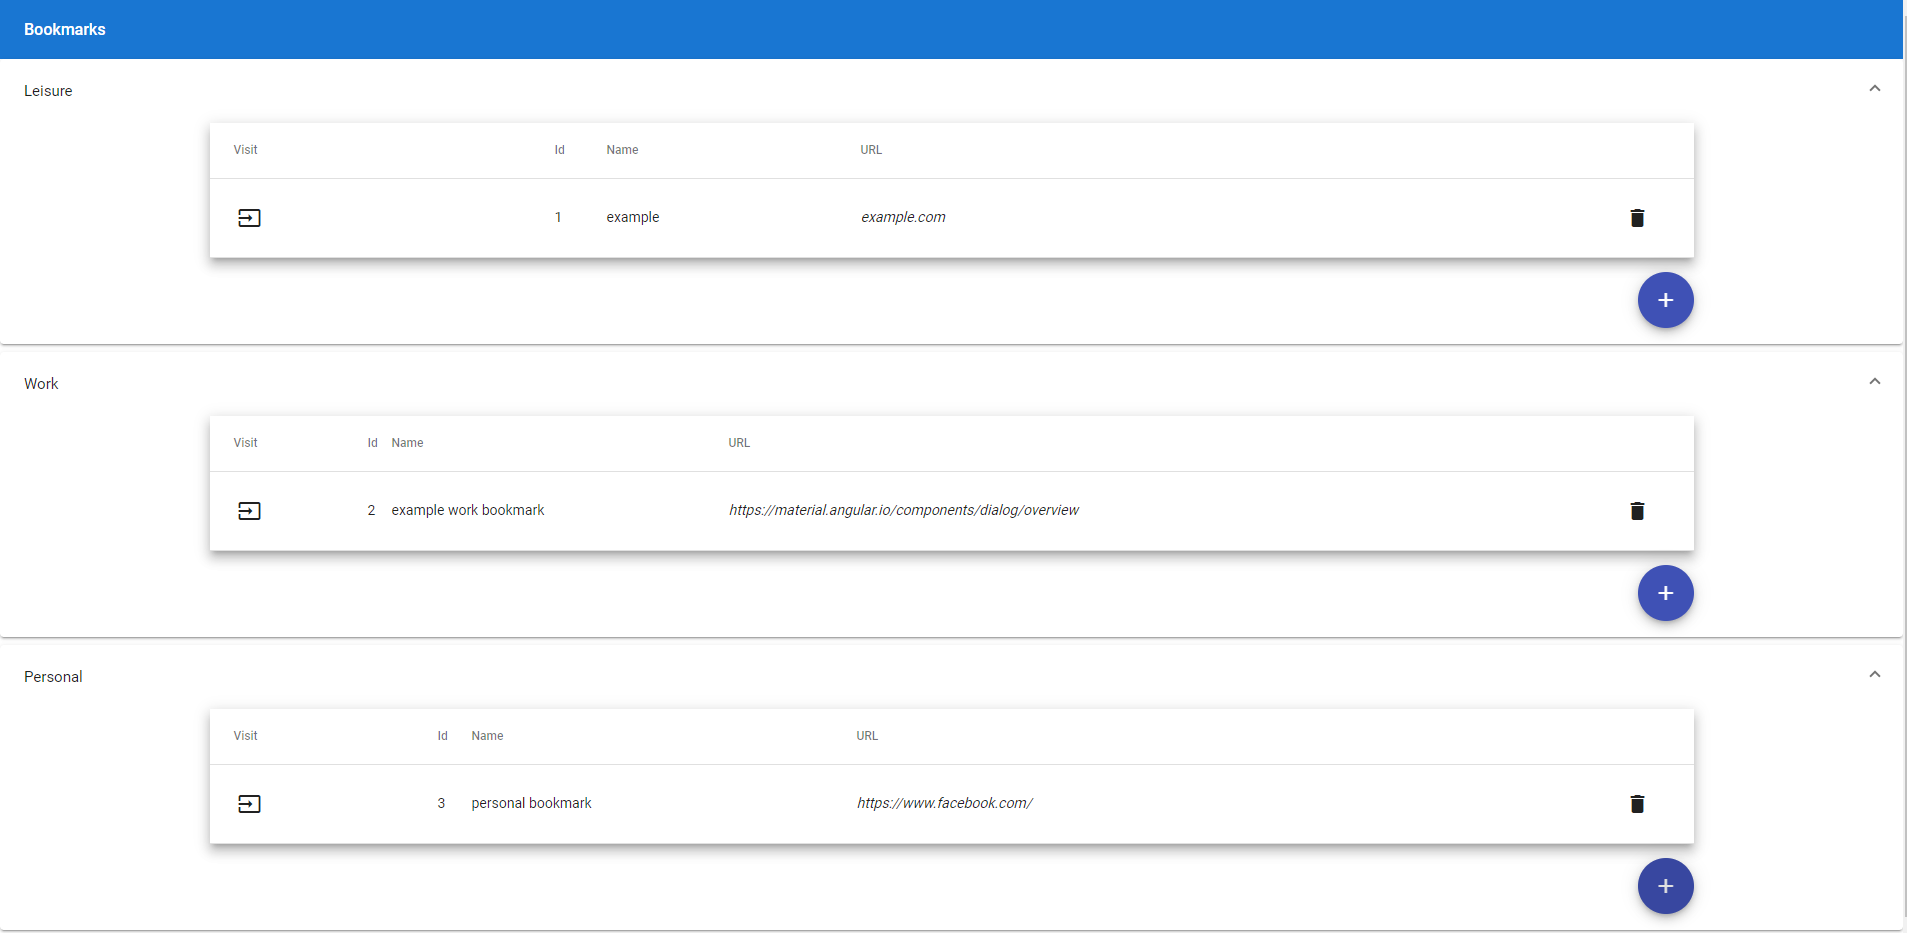 Bookmarks
Leisure
Visit Id Name URL
1 example example.com
Work
Visit Id Name URL
2 example work bookmark https://material.angular.io/components/dialog/overview
Personal
Visit Id Name URL
3 personal bookmark https://www.facebook.com/